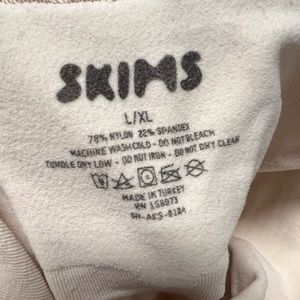 SKIMS
L/XL
78% NYLON 22% SPANDEX
MACHINE WASH COLD - DO NOT BLEACH
TUMBLE DRY LOW - DO NOT IRON - DO NOT DRY CLEAN
MADE IN TURKEY
RN 158973